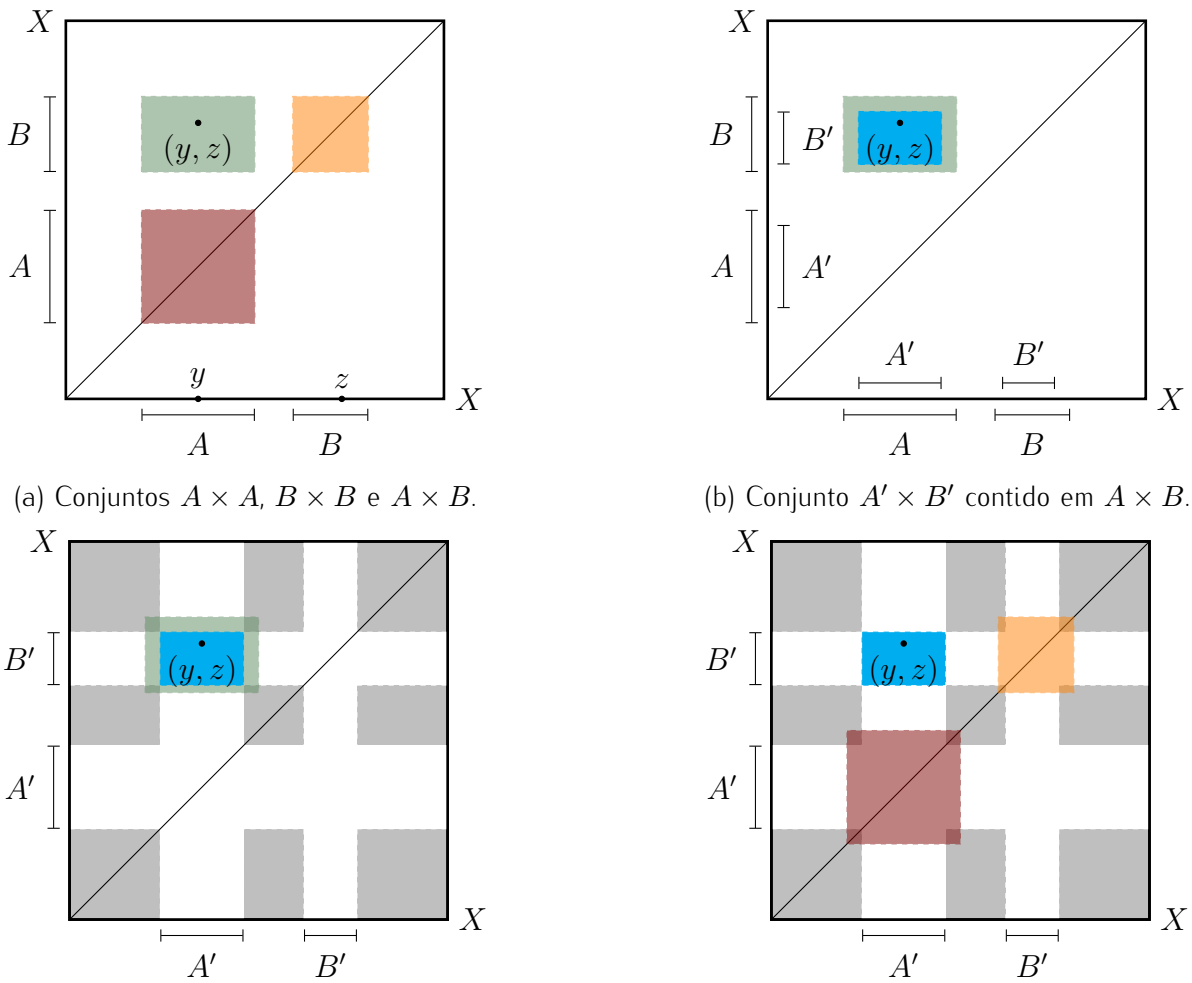 X X
B B B′
(y, z) (y, z)
A A A′
y z A′ B′
X X
A B A B
(a) Conjuntos A × A, B × B e A × B. (b) Conjunto A′ × B′ contido em A × B.
X X
B′ (y, z) B′ (y, z)
A′ A′
X X
A′ B′ A′ B′